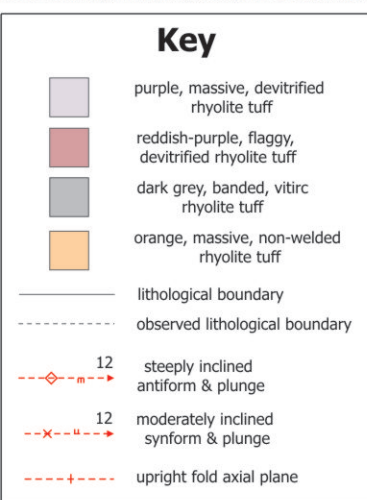 Key
purple, massive, devitrified
rhyolite tuff
reddish-purple, flaggy,
devitrified rhyolite tuff
dark grey, banded, vitirc
rhyolite tuff
orange, massive, non-welded
rhyolite tuff
lithological boundary
observed lithological boundary
12
m
steeply inclined
antiform & plunge
12
u
moderately inclined
synform & plunge
upright fold axial plane